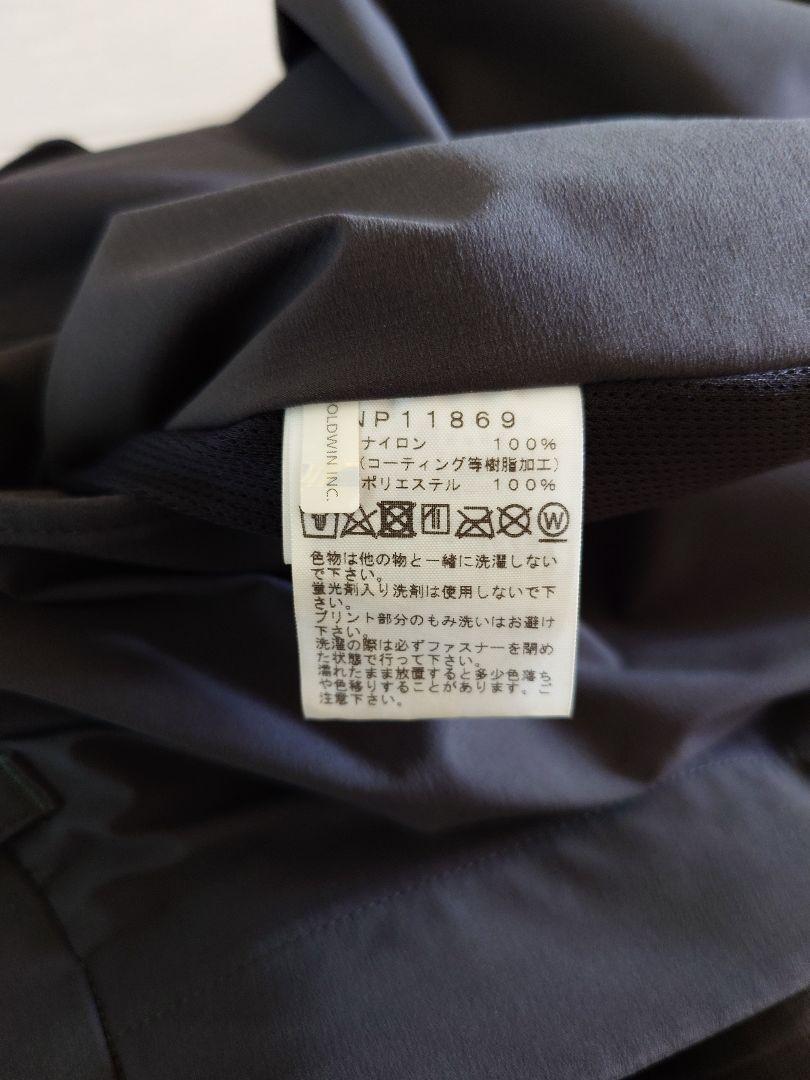 NP11869
ナイロン 100%
(コーティング等樹脂加工)
ポリエステル 100%
OLDWIN INC.
W
色物は他の物と一緒に洗濯しない
で下さい。
蛍光剤入り洗剤は使用しないで下
さい。
プリント部分のもみ洗いはお避け
下さい。
洗濯の際は必ずファスナーを閉め
た状態で行って下さい。
濡れたまま放置すると多少色落ち
や色移りすることがあります。ご
注意下さい。